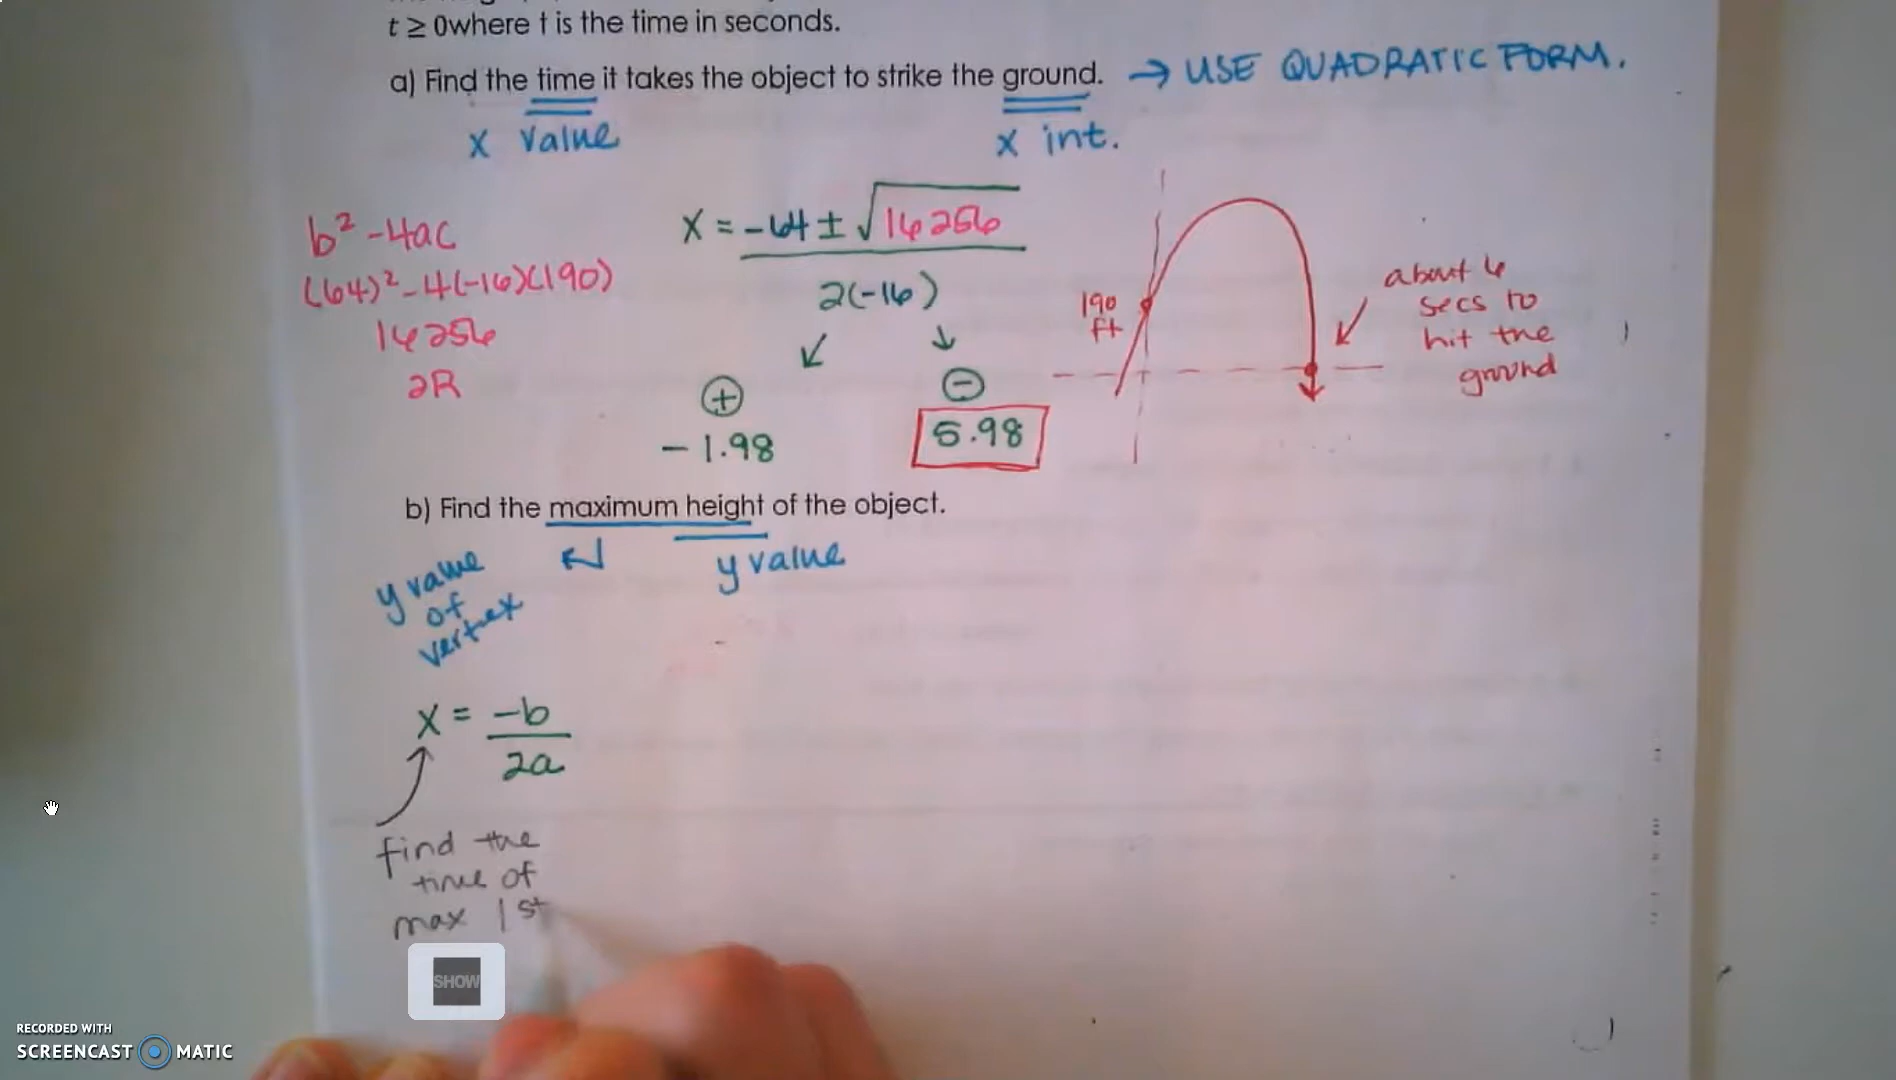 t ≥ 0where t is the time in seconds.
a) Find the time it takes the object to strike the ground. → USE QUADRATIC FORM.
x value
x int.
b² -4ac
(64)² - 4(-16)(190)
16256
2R
x = -64 ± √16256
2(-16)
+
-1.98
−
5.98
190
ft
about 6
secs to
hit the
ground
b) Find the maximum height of the object.
y value
of
vertex
y value
x = -b
2a
find the
time of
max 1st
SHOW
RECORDED WITH
SCREENCAST MATIC